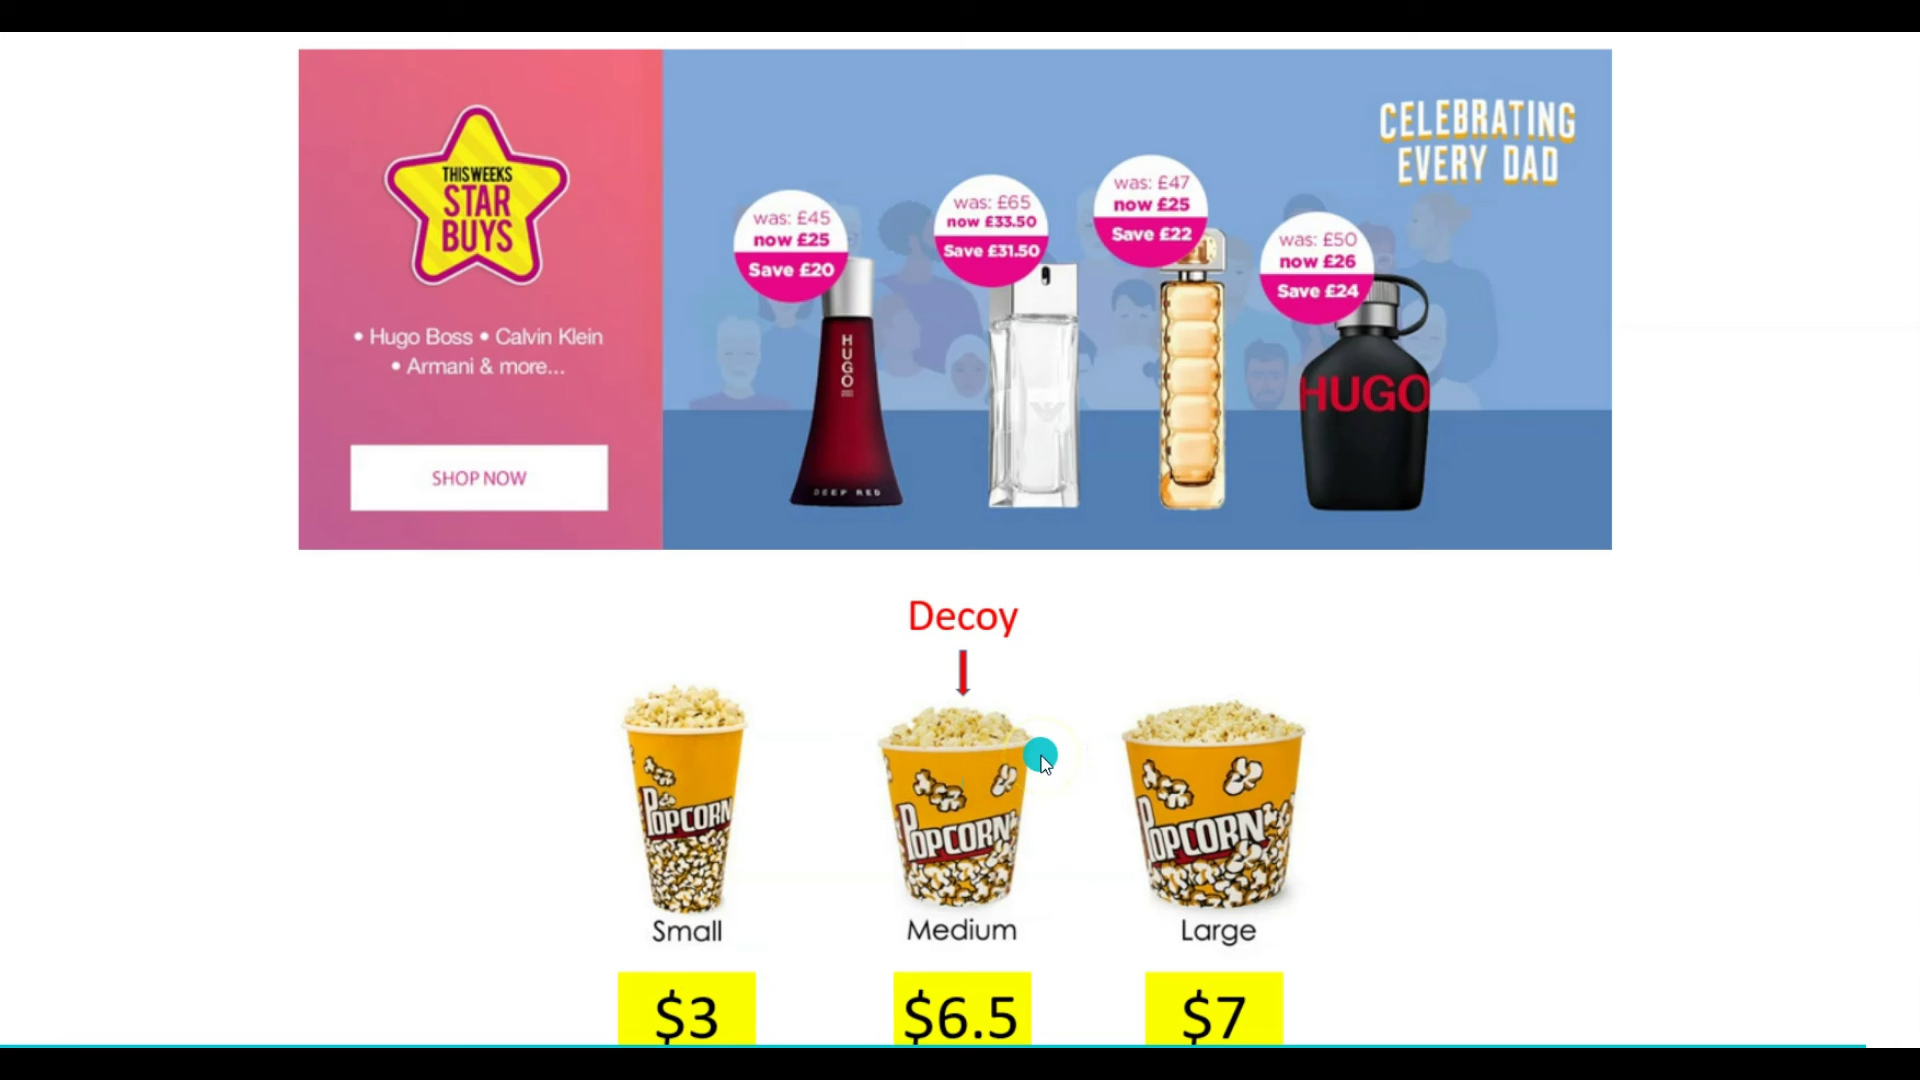 THIS WEEKS
STAR
BUYS
• Hugo Boss • Calvin Klein
• Armani & more...
SHOP NOW
CELEBRATING
EVERY DAD
was: £45
now £25
Save £20
was: £65
now £33.50
Save £31.50
was: £47
now £25
Save £22
was: £50
now £26
Save £24
HUGO
DEEP RED
HUGO
Decoy
POPCORN
POPCORN
POPCORN
Small
Medium
Large
$3
$6.5
$7